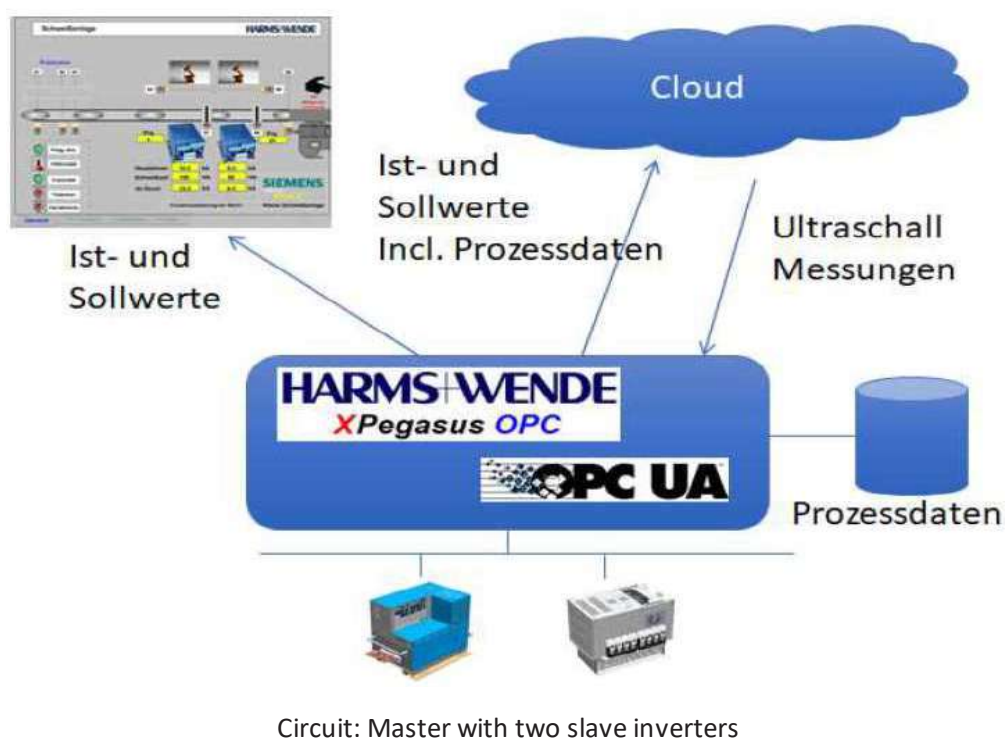 Schweißanlage
HARMS+WENDE
SIEMENS
Cloud
Ist- und
Sollwerte
Incl. Prozessdaten
Ultraschall
Messungen
Ist- und
Sollwerte
HARMS+WENDE
XPegasus OPC
OPC UA
Prozessdaten
Circuit: Master with two slave inverters